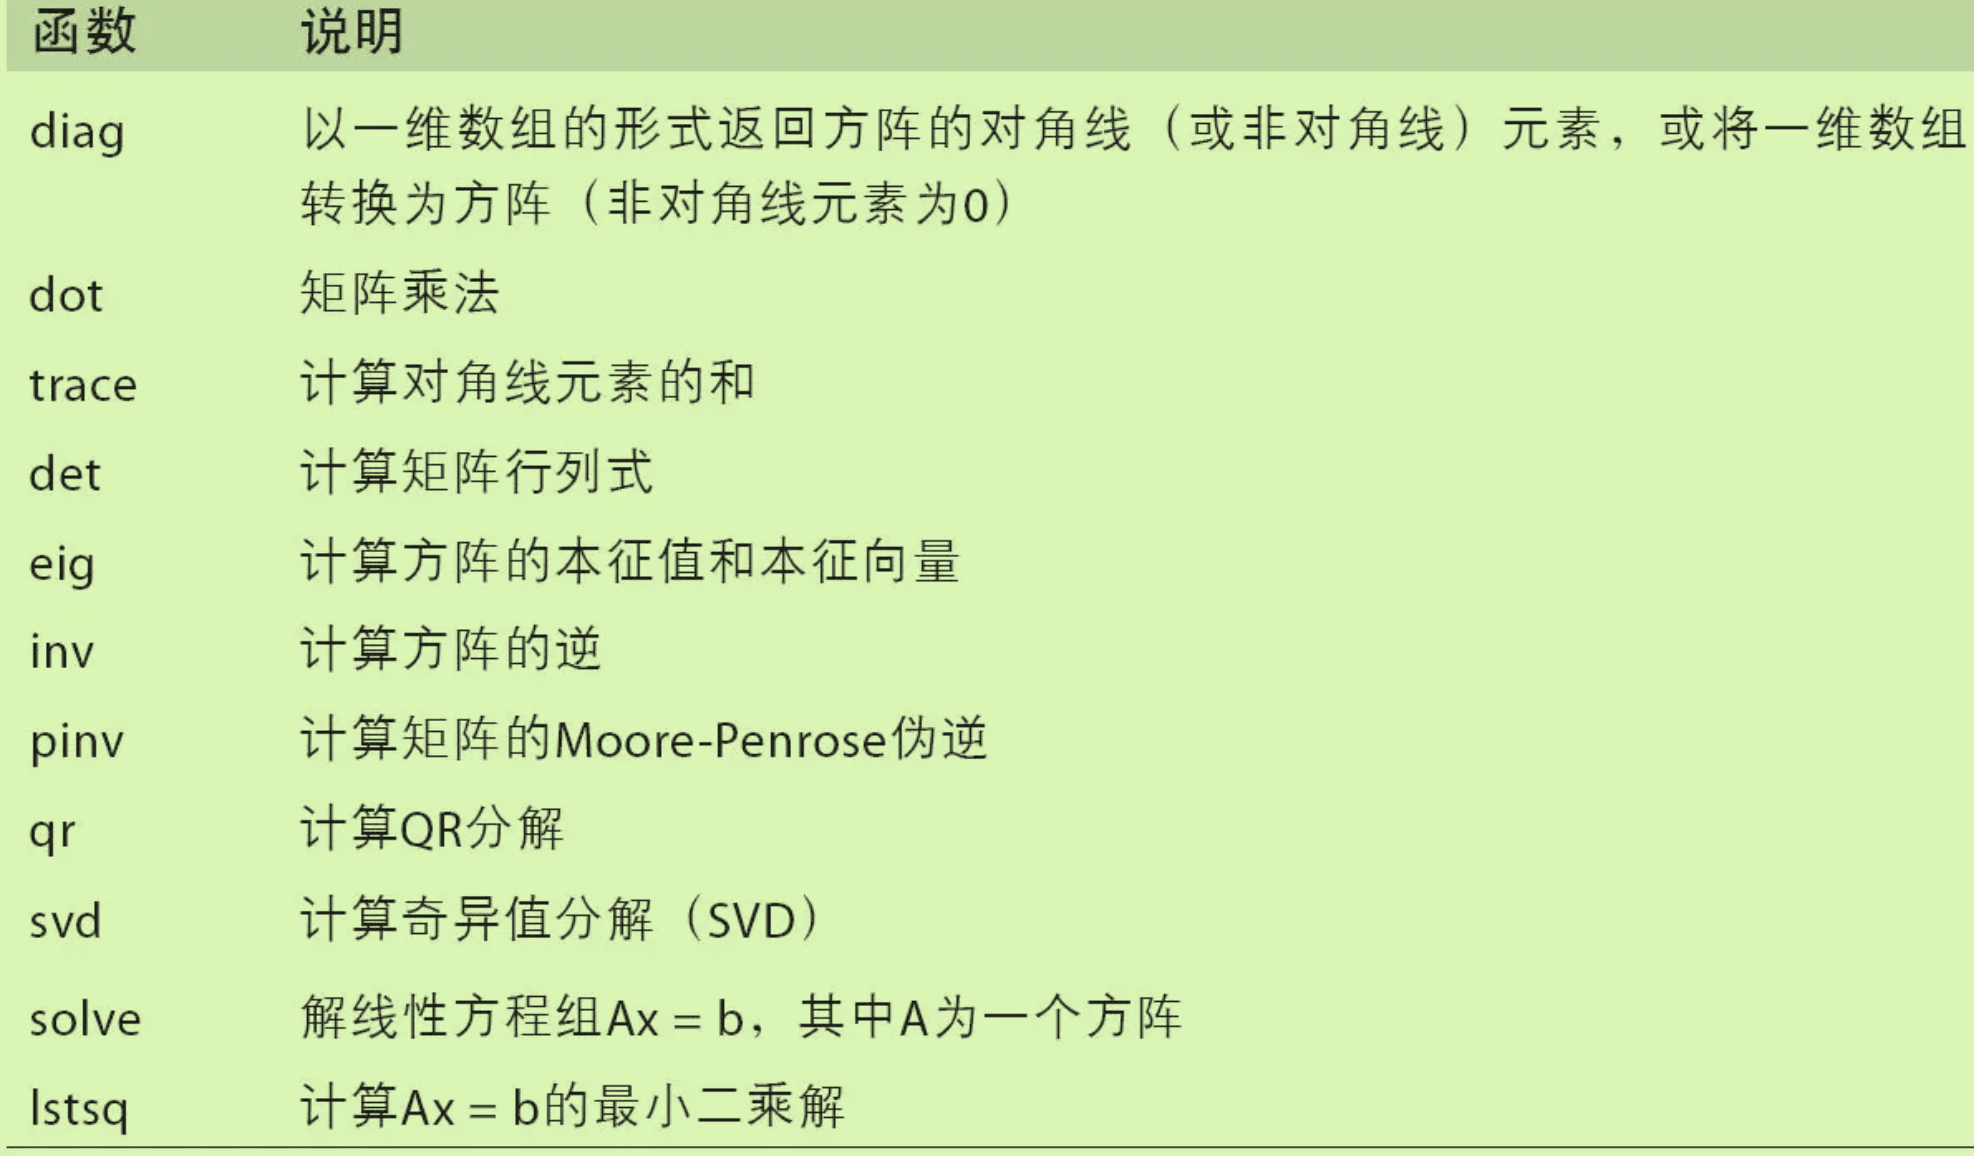 函数 说明
diag 以一维数组的形式返回方阵的对角线（或非对角线）元素，或将一维数组
转换为方阵（非对角线元素为0）
dot 矩阵乘法
trace 计算对角线元素的和
det 计算矩阵行列式
eig 计算方阵的本征值和本征向量
inv 计算方阵的逆
pinv 计算矩阵的Moore-Penrose伪逆
qr 计算QR分解
svd 计算奇异值分解（SVD）
solve 解线性方程组Ax = b，其中A为一个方阵
lstsq 计算Ax = b的最小二乘解